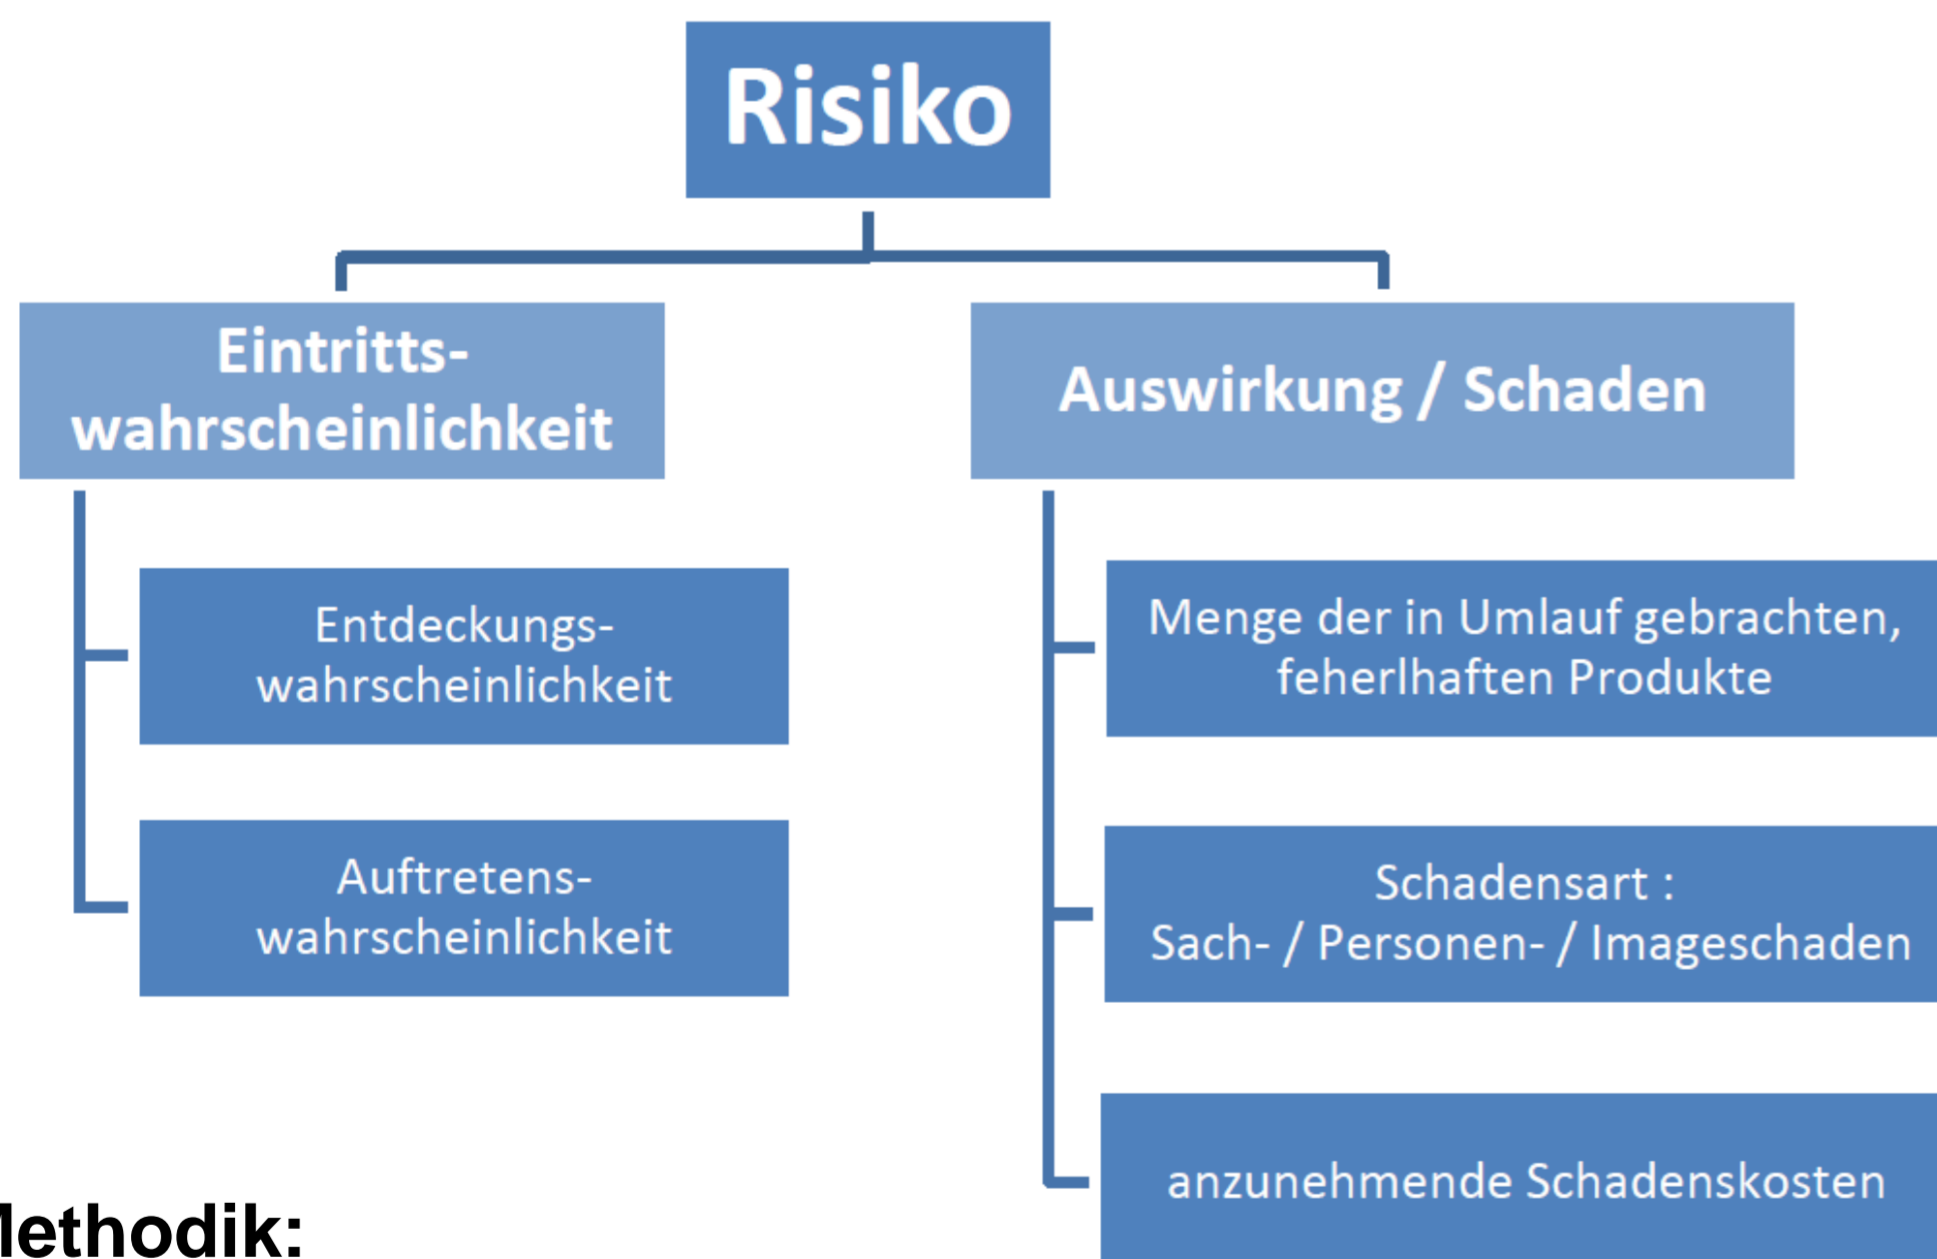 Risiko
Eintritts-
wahrscheinlichkeit
Entdeckungs-
wahrscheinlichkeit
Auftretens-
wahrscheinlichkeit
Auswirkung / Schaden
Menge der in Umlauf gebrachten,
feherlhaften Produkte
Schadensart :
Sach- / Personen- / Imageschaden
anzunehmende Schadenskosten
Methodik: